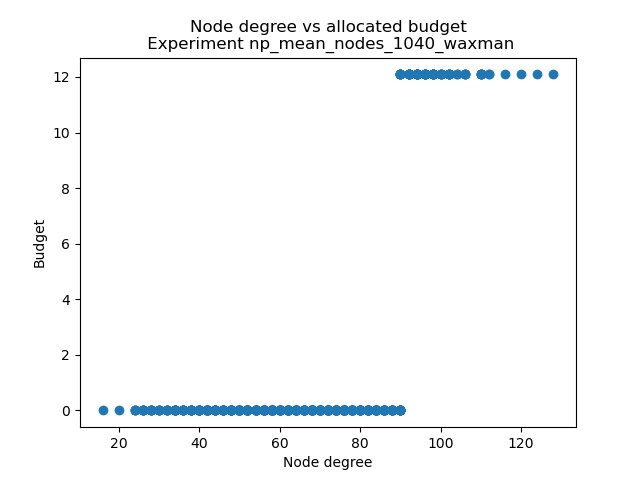 Node degree vs allocated budget
Experiment np_mean_nodes_1040_waxman
12
10
8
6
4
2
0
Budget
20 40 60 80 100 120
Node degree